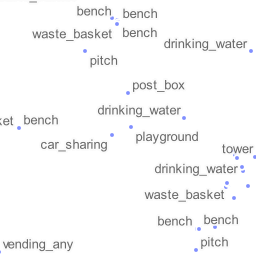 bench bench
waste_basket bench
drinking_water
pitch
post_box
drinking_water
ket bench
playground
car_sharing
tower
drinking_water
waste_basket
bench bench
vending_any
pitch